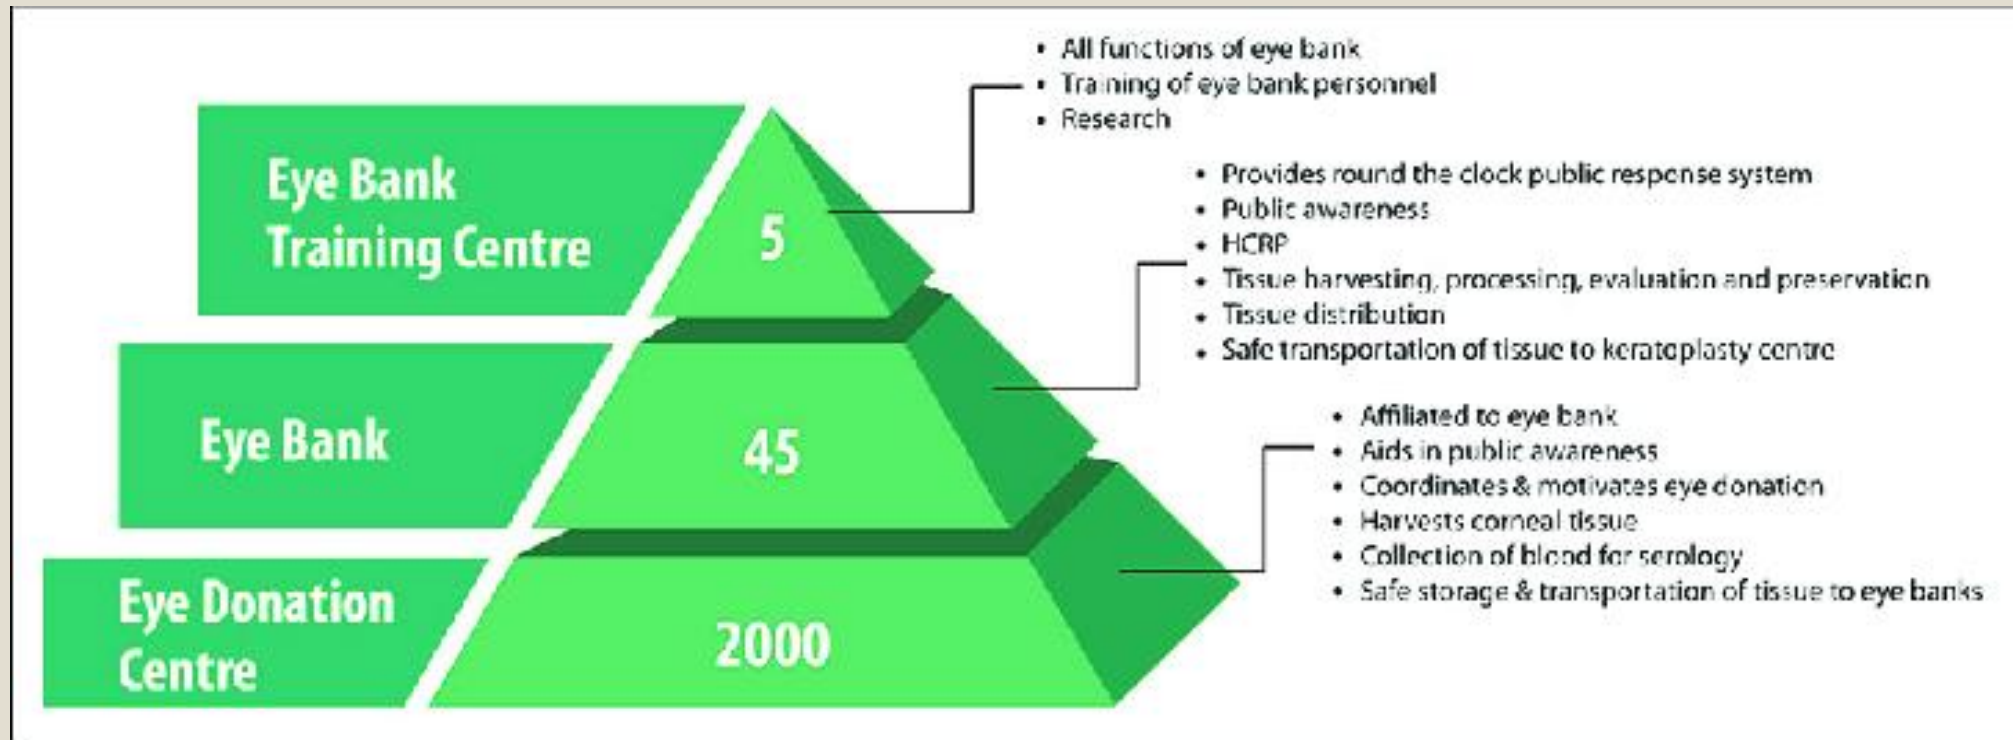 Eye Bank
Training Centre
5
• All functions of eye bank
• Training of eye bank personnel
• Research
Eye Bank
45
• Provides round the clock public response system
• Public awareness
• HCRP
• Tissue harvesting, processing, evaluation and preservation
• Tissue distribution
• Safe transportation of tissue to keratoplasty centre
Eye Donation
Centre
2000
• Affiliated to eye bank
• Aids in public awareness
• Coordinates & motivates eye donation
• Harvests corneal tissue
• Collection of blood for serology
• Safe storage & transportation of tissue to eye banks